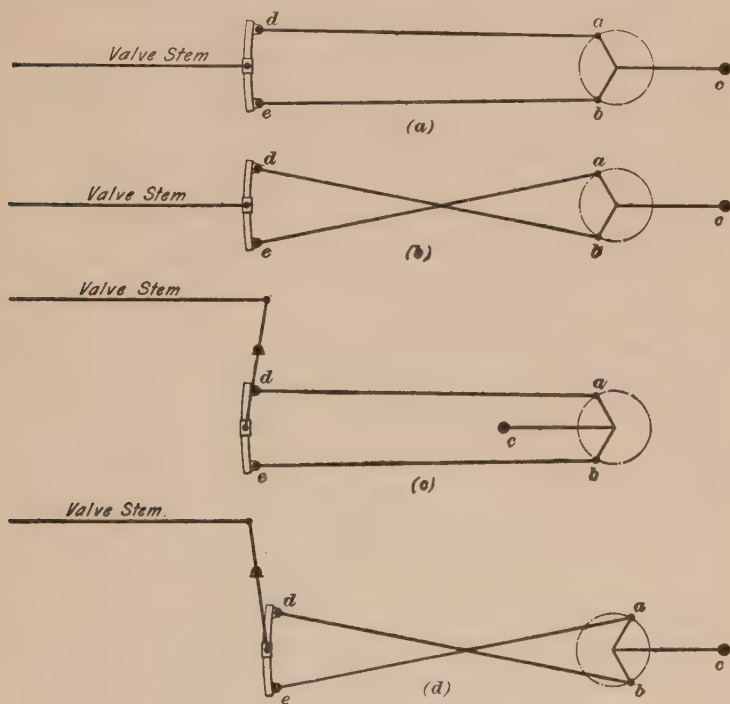 d a
Valve Stem
c
e b
(a)
d a
Valve Stem
c
e (b) b
Valve Stem
d a
c
e b
(c)
Valve Stem.
d a
c
e (d) b